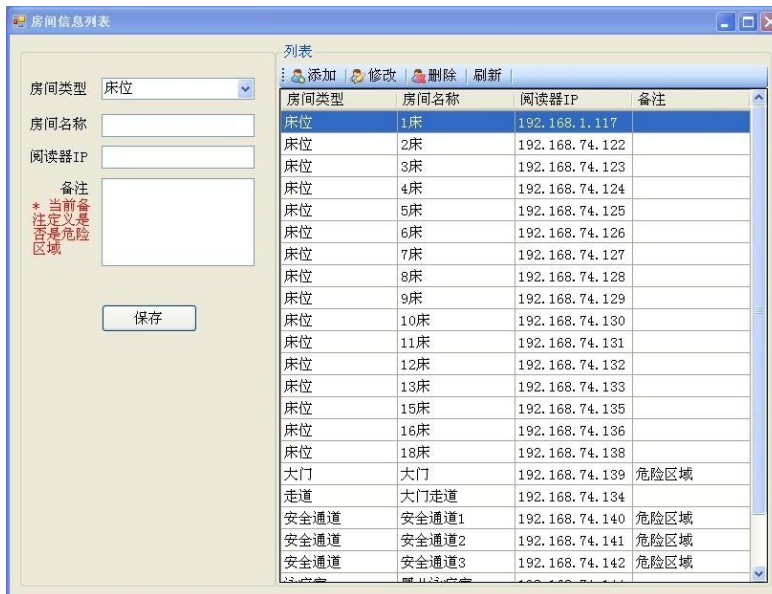 房间信息列表
房间类型 床位
房间名称
阅读器IP
备注
* 当前备
注定义是
否是危险
区域
保存
列表
添加 修改 删除 刷新
房间类型 房间名称 阅读器IP 备注
床位 1床 192.168.1.117
床位 2床 192.168.74.122
床位 3床 192.168.74.123
床位 4床 192.168.74.124
床位 5床 192.168.74.125
床位 6床 192.168.74.126
床位 7床 192.168.74.127
床位 8床 192.168.74.128
床位 9床 192.168.74.129
床位 10床 192.168.74.130
床位 11床 192.168.74.131
床位 12床 192.168.74.132
床位 13床 192.168.74.133
床位 15床 192.168.74.135
床位 16床 192.168.74.136
床位 18床 192.168.74.138
大门 大门 192.168.74.139 危险区域
走道 大门走道 192.168.74.134
安全通道 安全通道1 192.168.74.140 危险区域
安全通道 安全通道2 192.168.74.141 危险区域
安全通道 安全通道3 192.168.74.142 危险区域